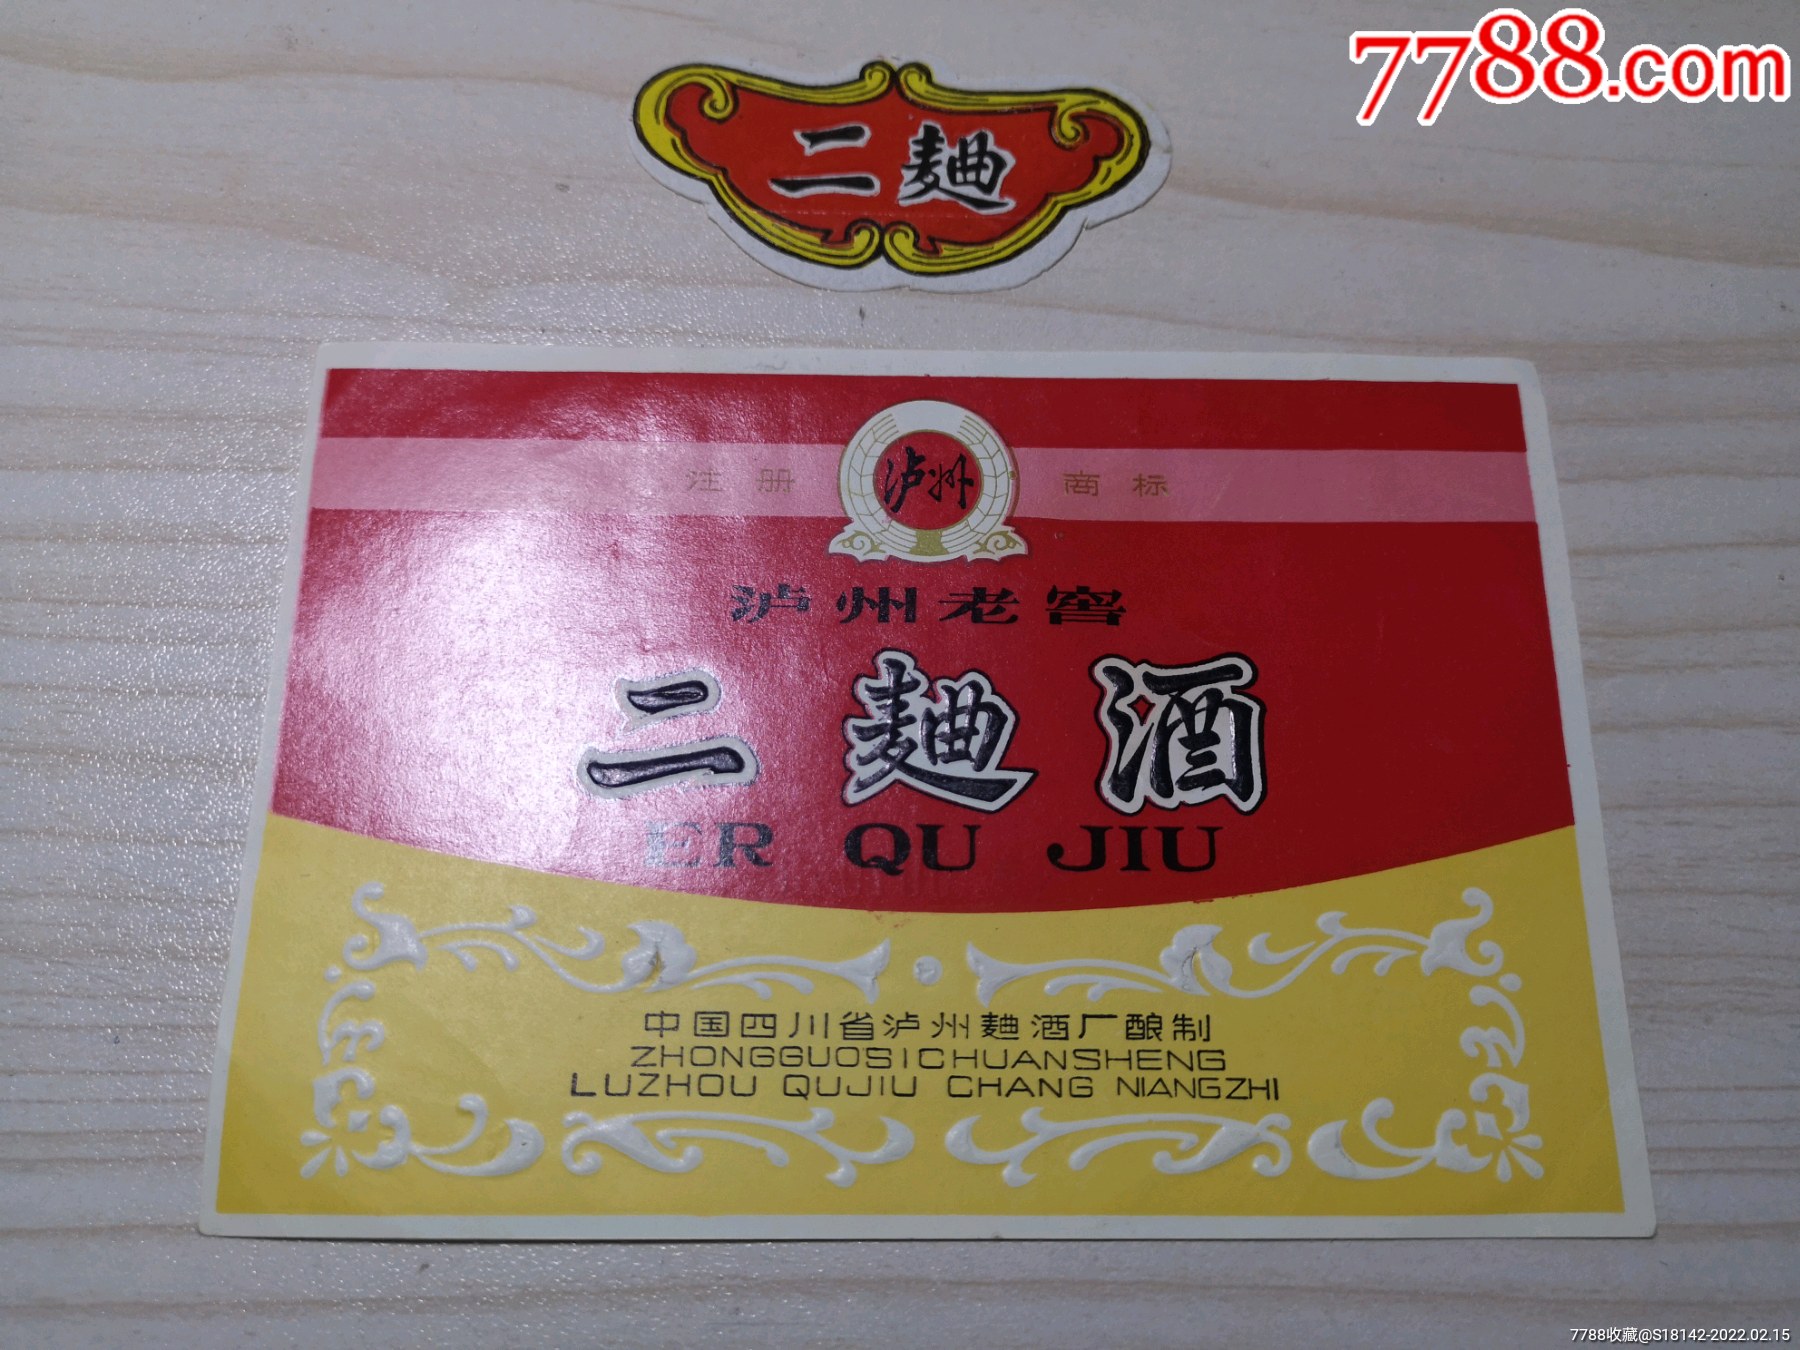 7788.com
二麯
注册 泸州 商标
泸州老窖
二麯酒
ER QU JIU
中国四川省泸州麯酒厂酿制
ZHONGGUOSICHUANSHENG
LUZHOU QUJIU CHANG NIANGZHI
7788收藏@S18142-2022.02.15